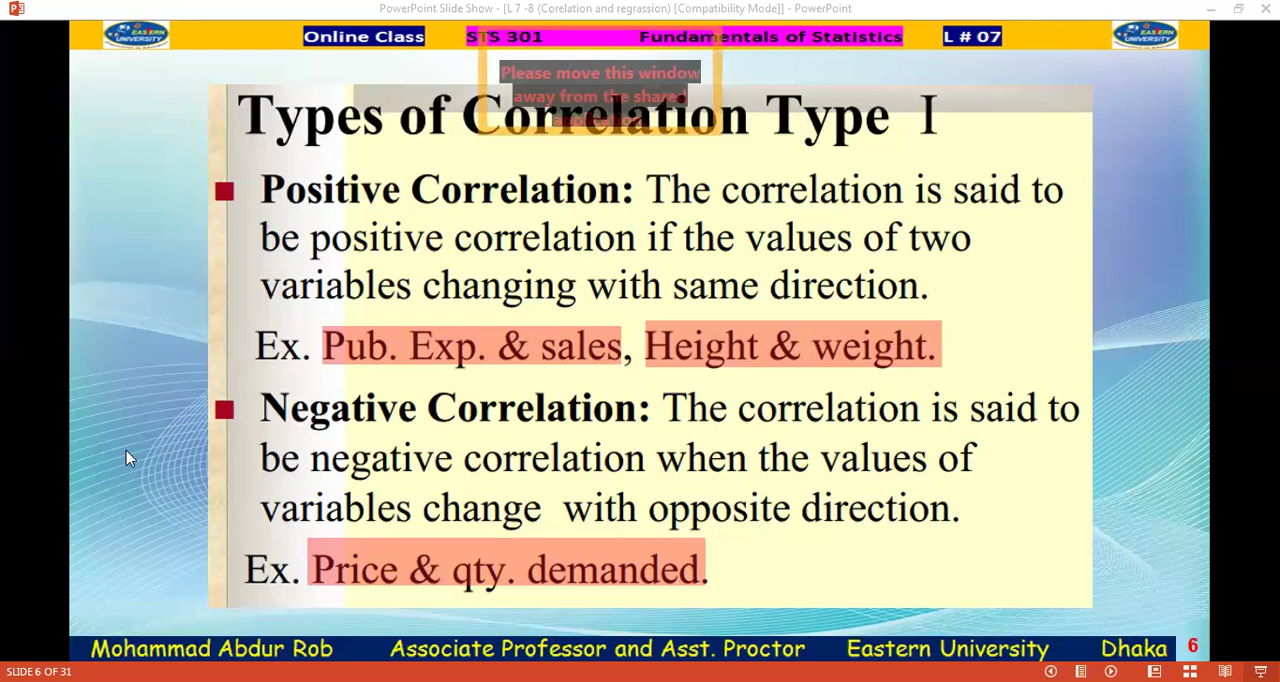 PowerPoint Slide Show - [L 7 -8 (Corelation and regrassion) [Compatibility Mode]] - PowerPoint
EASTERN UNIVERSITY Online Class STS 301 Fundamentals of Statistics L # 07 EASTERN UNIVERSITY
Please move this window
away from the shared
application
Types of Correlation Type I
Positive Correlation: The correlation is said to
be positive correlation if the values of two
variables changing with same direction.
Ex. Pub. Exp. & sales, Height & weight.
Negative Correlation: The correlation is said to
be negative correlation when the values of
variables change with opposite direction.
Ex. Price & qty. demanded.
Mohammad Abdur Rob Associate Professor and Asst. Proctor Eastern University Dhaka 6
SLIDE 6 OF 31